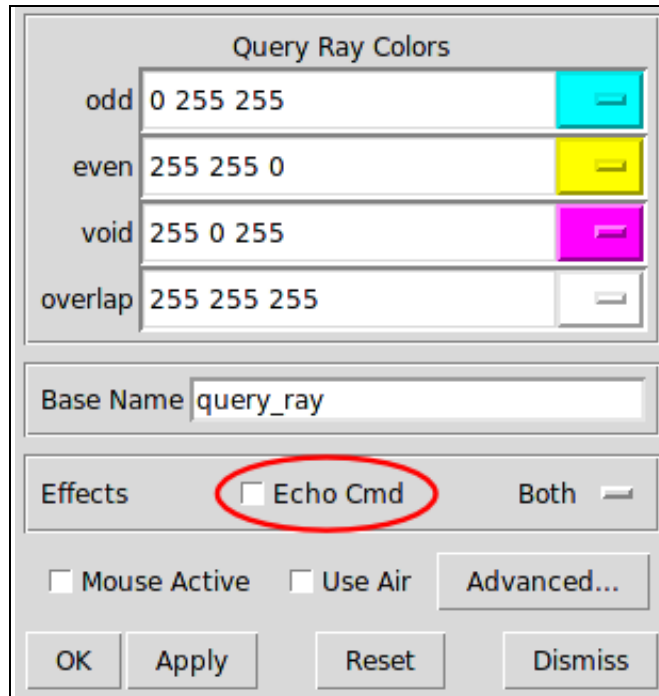 Query Ray Colors
odd 0 255 255
even 255 255 0
void 255 0 255
overlap 255 255 255
Base Name query_ray
Effects Echo Cmd Both
Mouse Active Use Air Advanced...
OK Apply Reset Dismiss